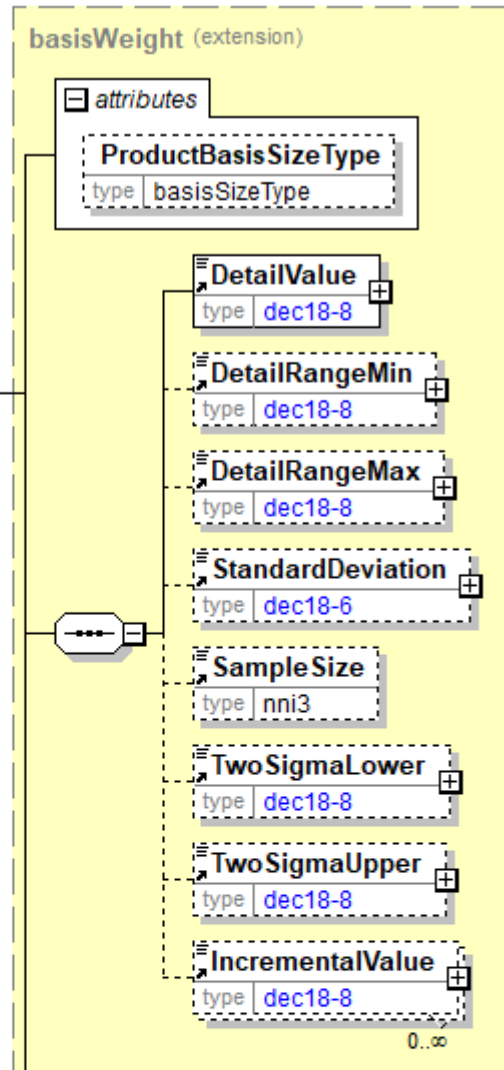 basisWeight (extension)
attributes
ProductBasisSizeType
type basisSizeType
DetailValue
type dec18-8
DetailRangeMin
type dec18-8
DetailRangeMax
type dec18-8
StandardDeviation
type dec18-6
SampleSize
type nni3
TwoSigmaLower
type dec18-8
TwoSigmaUpper
type dec18-8
IncrementalValue
type dec18-8
0..∞